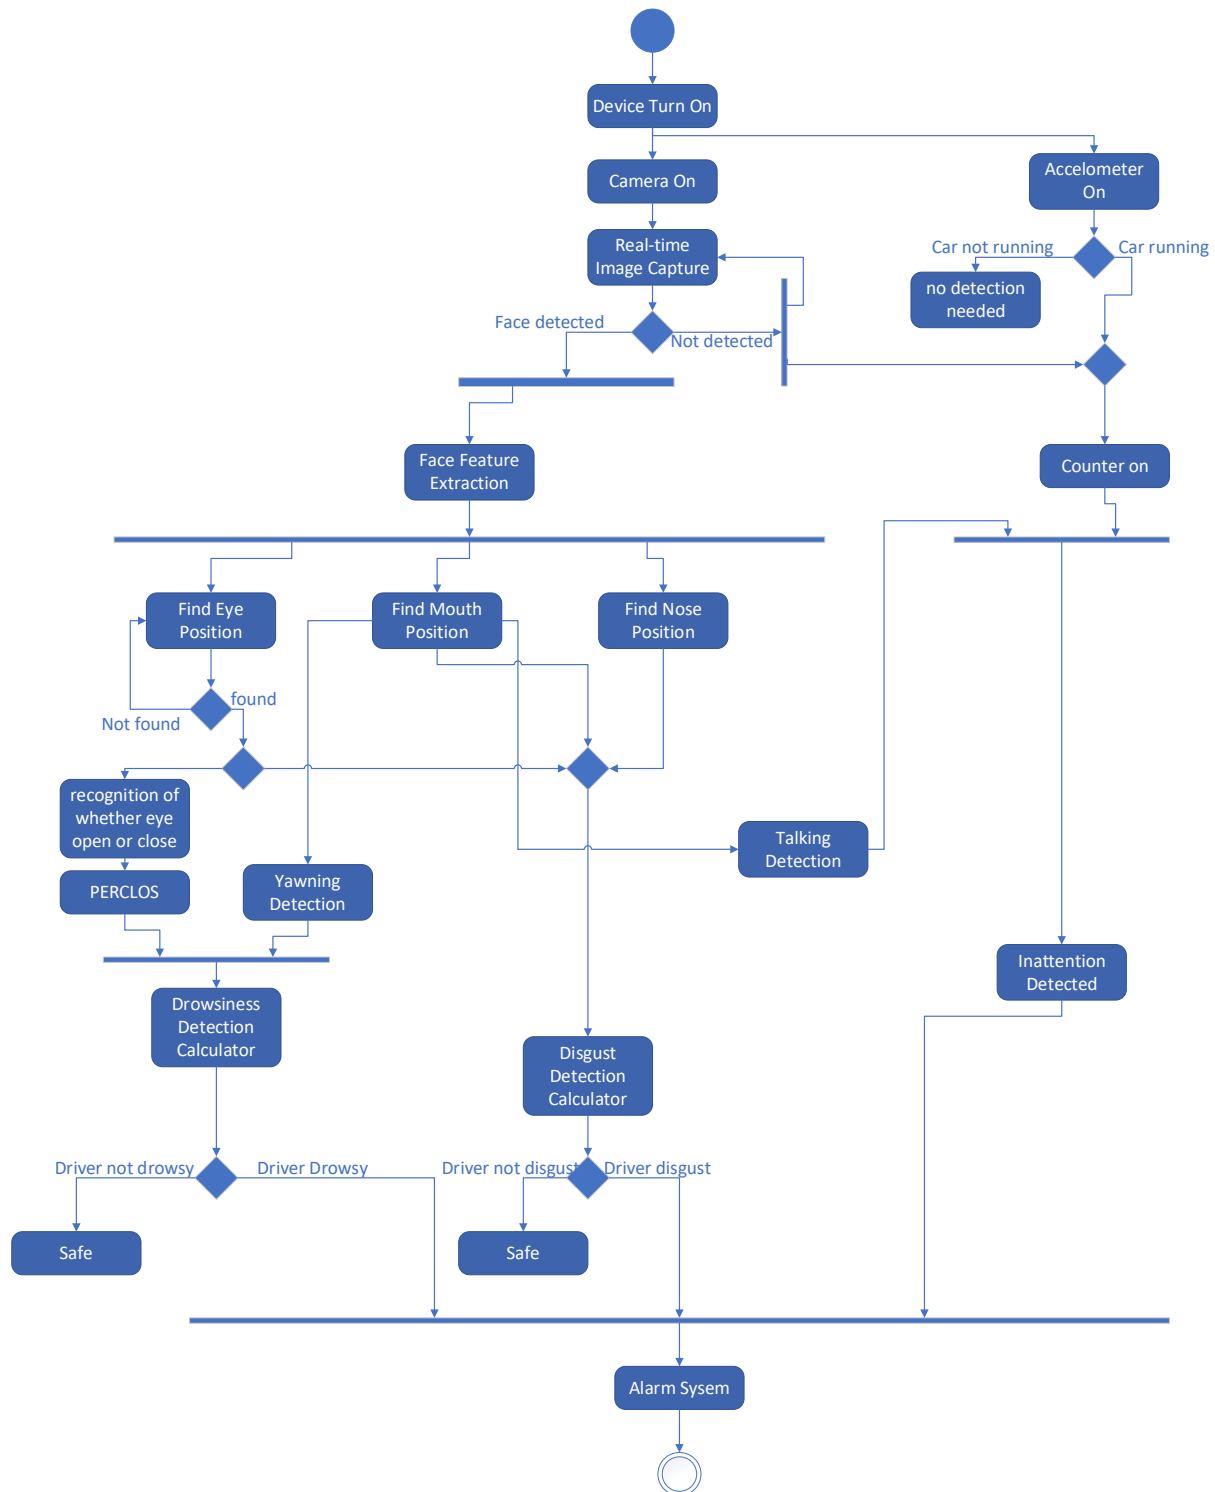 Device Turn On
Camera On
Accelometer
On
Real-time
Image Capture
Car not running
Car running
no detection
needed
Face detected
Not detected
Face Feature
Extraction
Counter on
Find Eye
Position
Find Mouth
Position
Find Nose
Position
found
Not found
recognition of
whether eye
open or close
Talking
Detection
PERCLOS
Yawning
Detection
Inattention
Detected
Drowsiness
Detection
Calculator
Disgust
Detection
Calculator
Driver not drowsy
Driver Drowsy
Driver not disgust
Driver disgust
Safe
Safe
Alarm Sysem